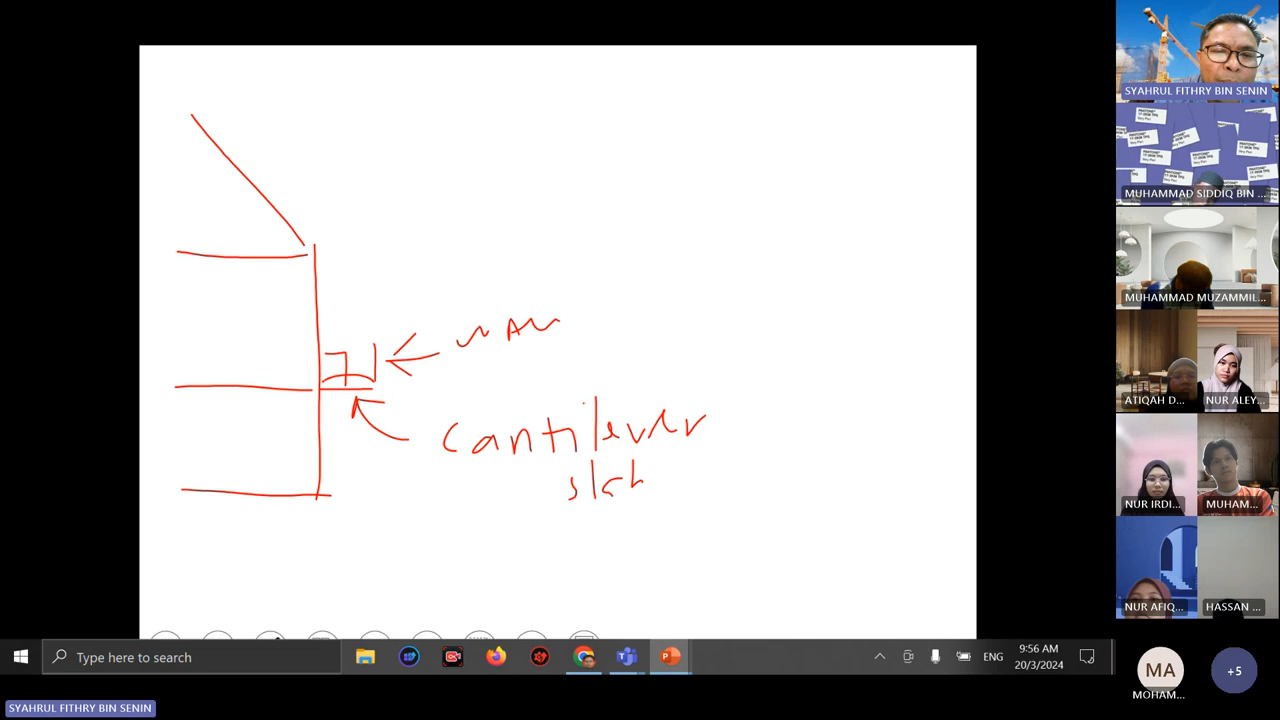 cantilever
slab
Type here to search
ENG
9:56 AM
20/3/2024
SYAHRUL FITHRY BIN SENIN
SYAHRUL FITHRY BIN SENIN
MUHAMMAD SIDDIQ BIN ...
MUHAMMAD MUZAMMIL...
ATIQAH D...
NUR ALEY...
NUR IRDI...
MUHAM...
NUR AFIQ...
HASSAN ...
MA
MOHAM...
+5